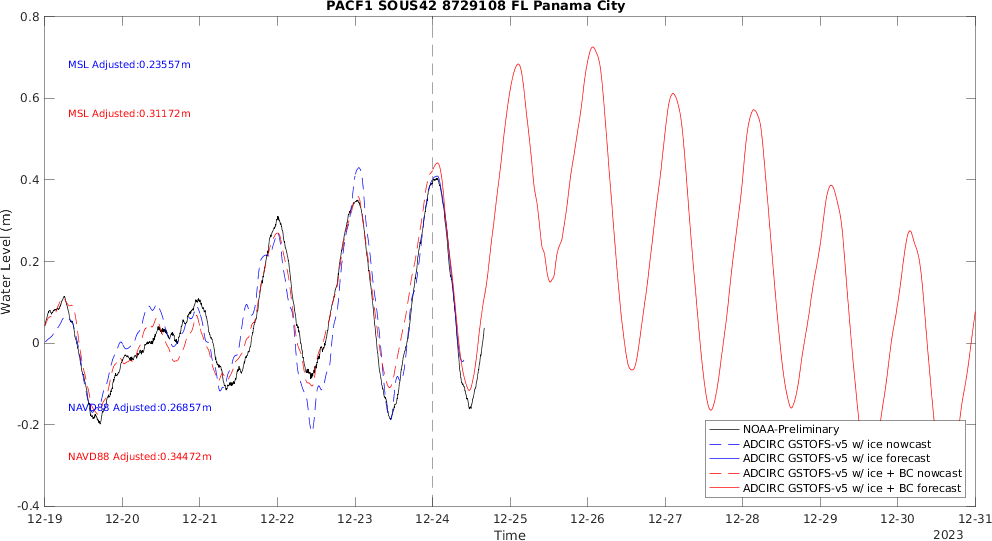 PACF1 SOUS42 8729108 FL Panama City
0.8
MSL Adjusted:0.23557m
0.6
MSL Adjusted:0.31172m
0.4
Water Level (m)
0.2
0
-0.2
NAVD88 Adjusted:0.26857m
NAVD88 Adjusted:0.34472m
-0.4
NOAA-Preliminary
ADCIRC GSTOFS-v5 w/ ice nowcast
ADCIRC GSTOFS-v5 w/ ice forecast
ADCIRC GSTOFS-v5 w/ ice + BC nowcast
ADCIRC GSTOFS-v5 w/ ice + BC forecast
12-19 12-20 12-21 12-22 12-23 12-24 12-25 12-26 12-27 12-28 12-29 12-30 12-31
Time
2023